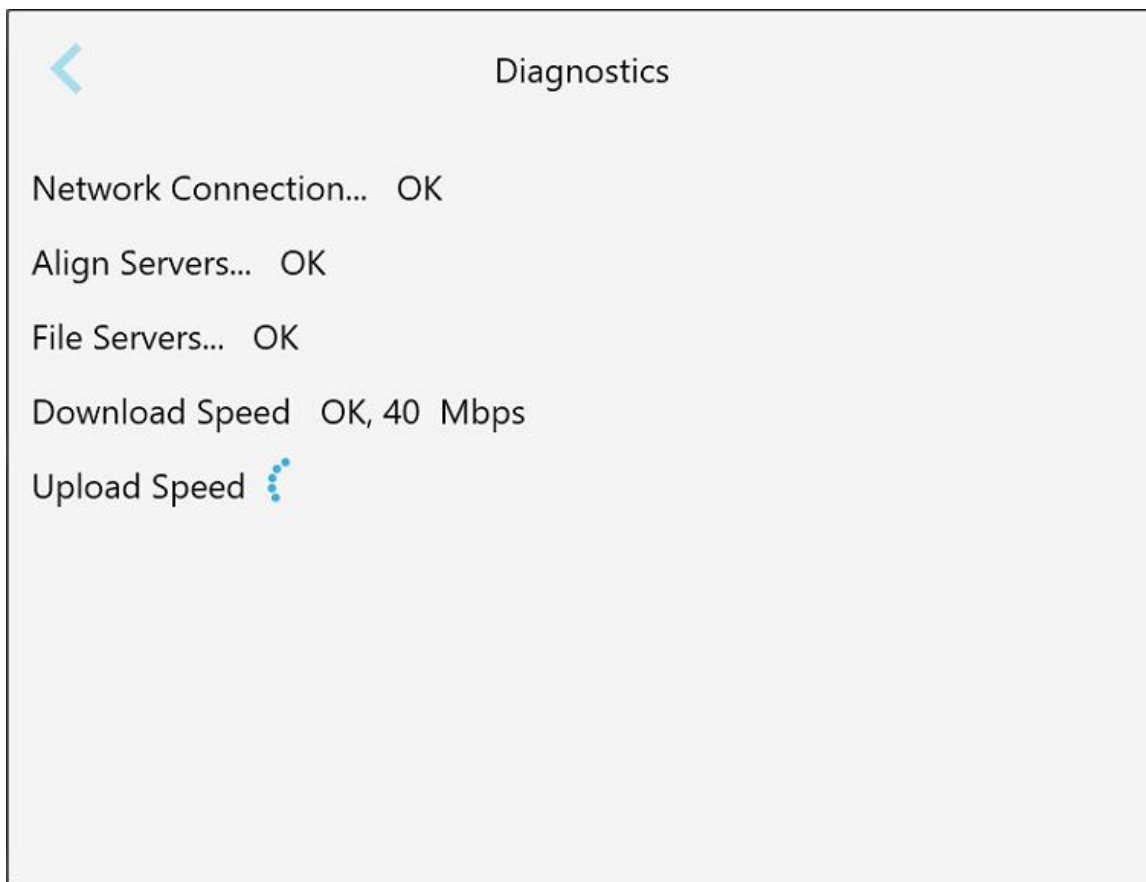 Diagnostics
Network Connection... OK
Align Servers... OK
File Servers... OK
Download Speed OK, 40 Mbps
Upload Speed